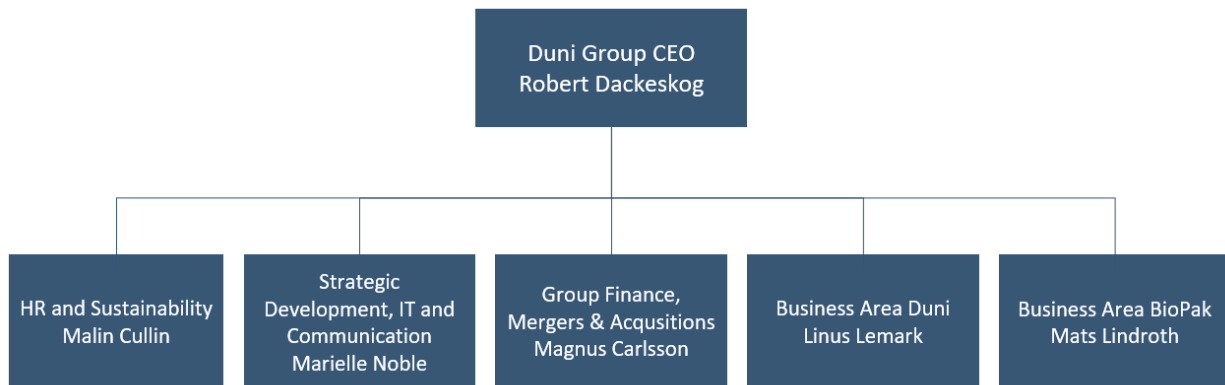 Duni Group CEO
Robert Dackeskog
HR and Sustainability
Malin Cullin
Strategic
Development, IT and
Communication
Marielle Noble
Group Finance,
Mergers & Acqusitions
Magnus Carlsson
Business Area Duni
Linus Lemark
Business Area BioPak
Mats Lindroth